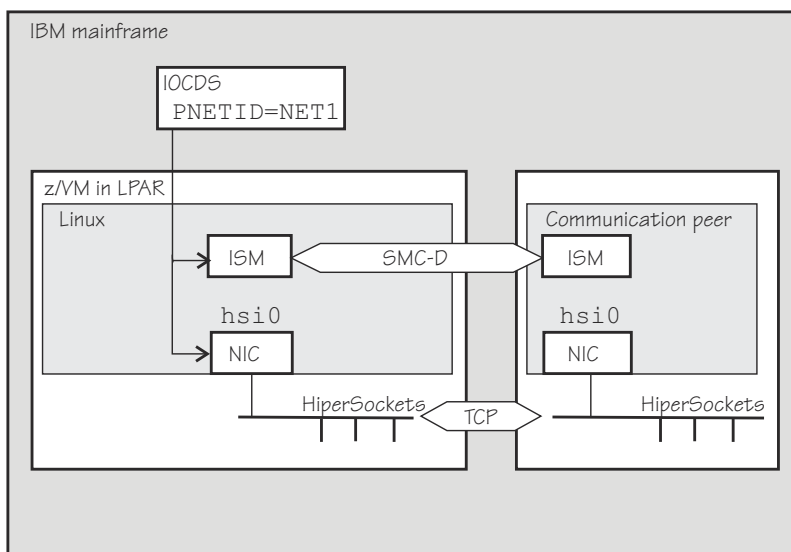 IBM mainframe
IOCDS
PNETID=NET1
z/VM in LPAR
Linux
Communication peer
ISM
SMC-D
ISM
hsi0
hsi0
NIC
NIC
HiperSockets
TCP
HiperSockets